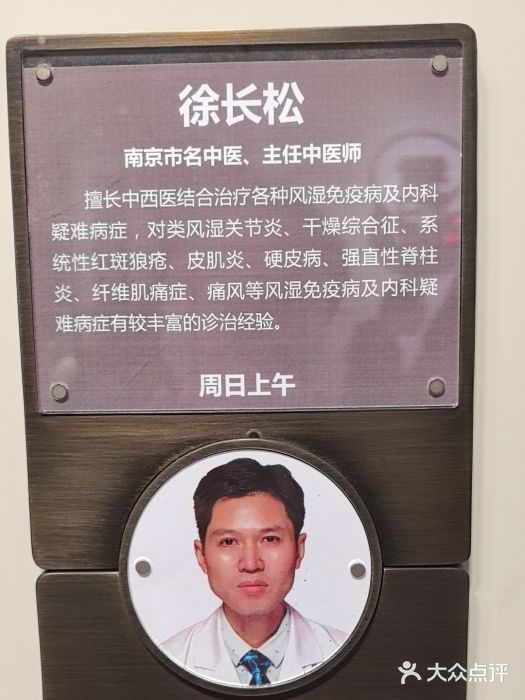 徐长松
南京市名中医、主任中医师
擅长中西医结合治疗各种风湿免疫病及内科
疑难病症，对类风湿关节炎、干燥综合征、系
统性红斑狼疮、皮肌炎、硬皮病、强直性脊柱
炎、纤维肌痛症、痛风等风湿免疫病及内科疑
难病症有较丰富的诊治经验。
周日上午
大众点评